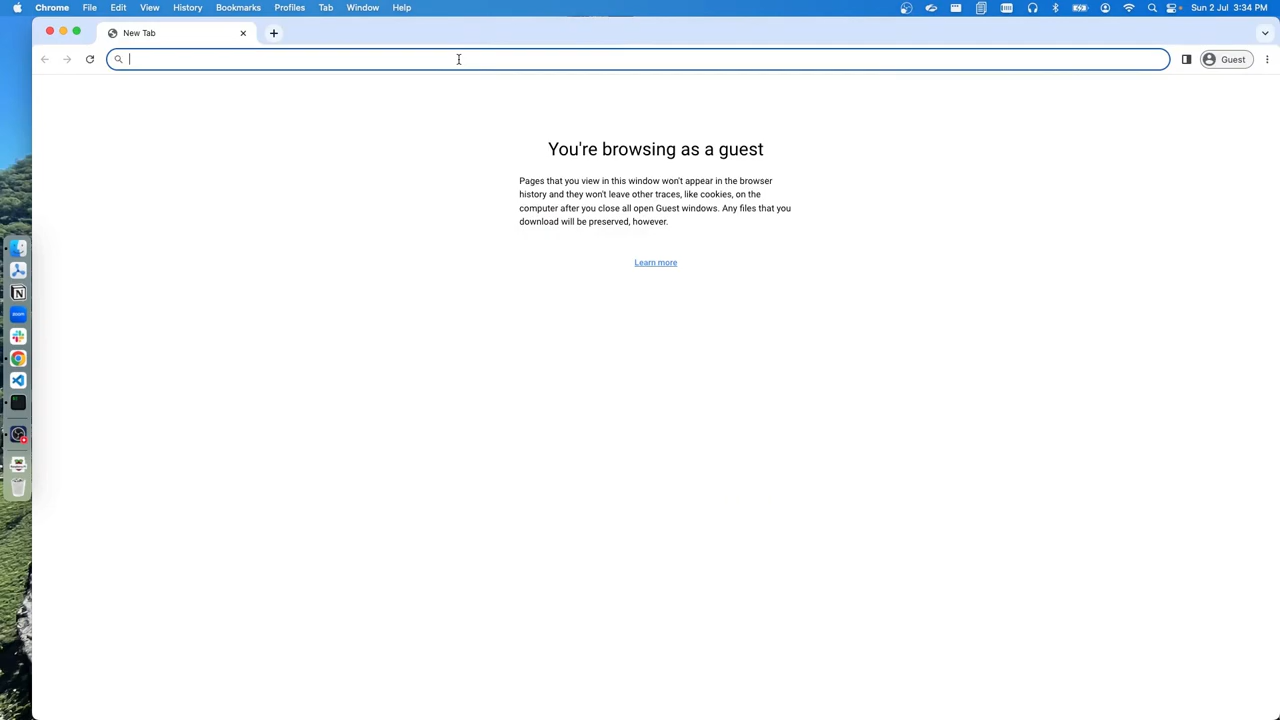 Chrome File Edit View History Bookmarks Profiles Tab Window Help
Sun 2 Jul 3:34 PM
New Tab
Guest
You're browsing as a guest
Pages that you view in this window won't appear in the browser
history and they won't leave other traces, like cookies, on the
computer after you close all open Guest windows. Any files that you
download will be preserved, however.
Learn more
zoom